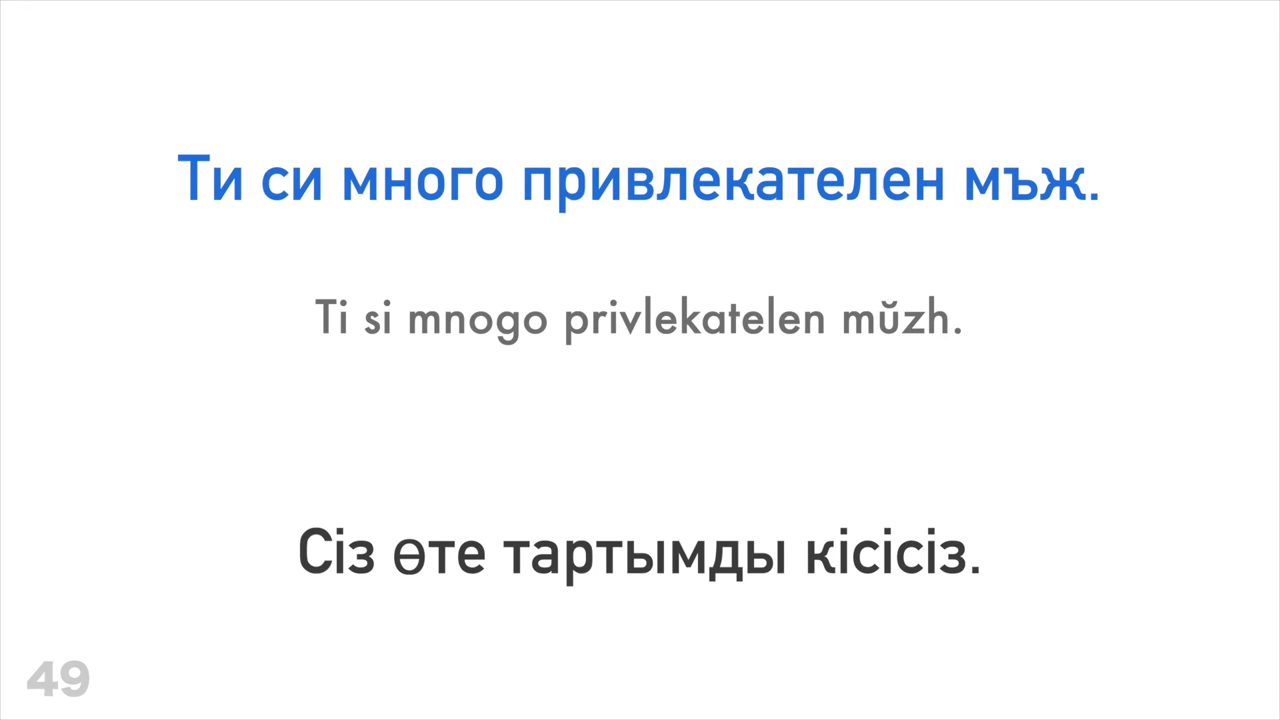 Ти си много привлекателен мъж.
Ti si mnogo privlekatelen mŭzh.
Сіз өте тартымды кісісіз.
49